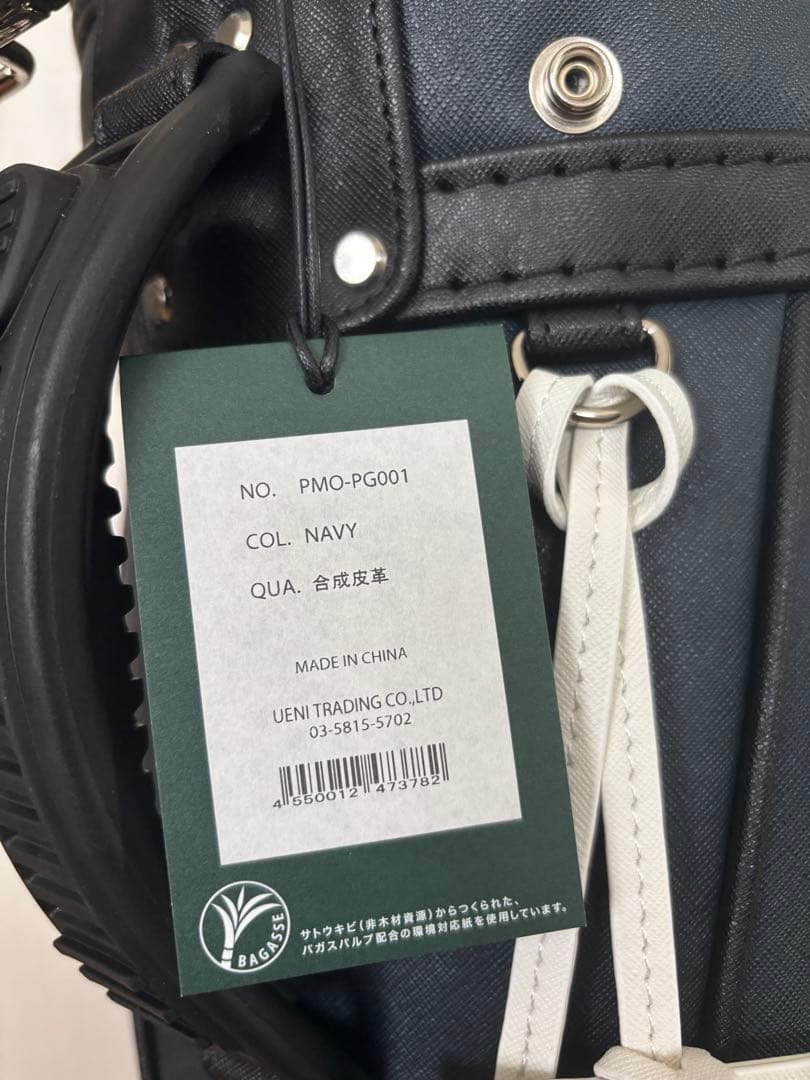 NO. PMO-PG001
COL. NAVY
QUA. 合成皮革
MADE IN CHINA
UENI TRADING CO.,LTD
03-5815-5702
4 550012 473782
BAGASSE
サトウキビ(非木材資源)からつくられた、
バガスパルプ配合の環境対応紙を使用しています。